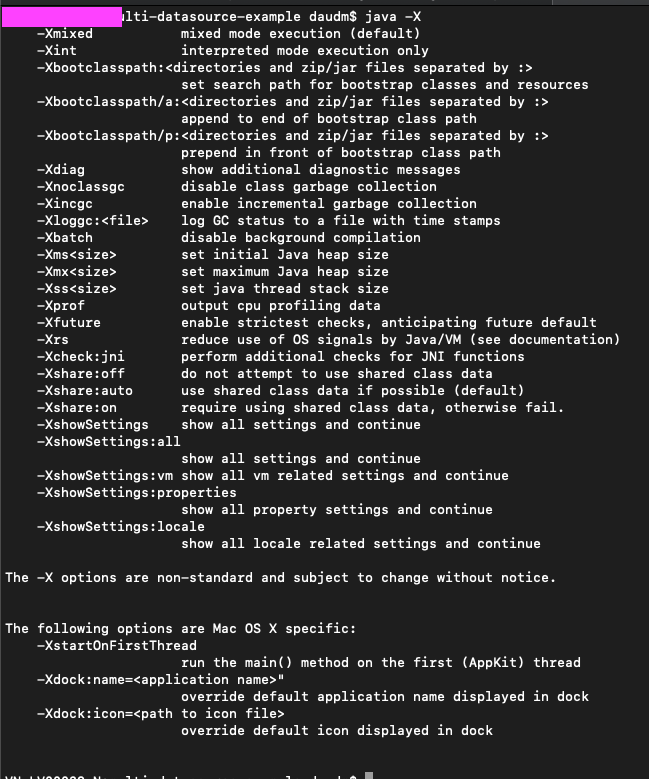 ulti-datasource-example daudm$ java -X
    -Xmixed           mixed mode execution (default)
    -Xint             interpreted mode execution only
    -Xbootclasspath:<directories and zip/jar files separated by :>
                      set search path for bootstrap classes and resources
    -Xbootclasspath/a:<directories and zip/jar files separated by :>
                      append to end of bootstrap class path
    -Xbootclasspath/p:<directories and zip/jar files separated by :>
                      prepend in front of bootstrap class path
    -Xdiag            show additional diagnostic messages
    -Xnoclassgc       disable class garbage collection
    -Xincgc           enable incremental garbage collection
    -Xloggc:<file>    log GC status to a file with time stamps
    -Xbatch           disable background compilation
    -Xms<size>        set initial Java heap size
    -Xmx<size>        set maximum Java heap size
    -Xss<size>        set java thread stack size
    -Xprof            output cpu profiling data
    -Xfuture          enable strictest checks, anticipating future default
    -Xrs              reduce use of OS signals by Java/VM (see documentation)
    -Xcheck:jni       perform additional checks for JNI functions
    -Xshare:off       do not attempt to use shared class data
    -Xshare:auto      use shared class data if possible (default)
    -Xshare:on        require using shared class data, otherwise fail.
    -XshowSettings    show all settings and continue
    -XshowSettings:all
                      show all settings and continue
    -XshowSettings:vm show all vm related settings and continue
    -XshowSettings:properties
                      show all property settings and continue
    -XshowSettings:locale
                      show all locale related settings and continue

The -X options are non-standard and subject to change without notice.


The following options are Mac OS X specific:
    -XstartOnFirstThread
                      run the main() method on the first (AppKit) thread
    -Xdock:name=<application name>"
                      override default application name displayed in dock
    -Xdock:icon=<path to icon file>
                      override default icon displayed in dock